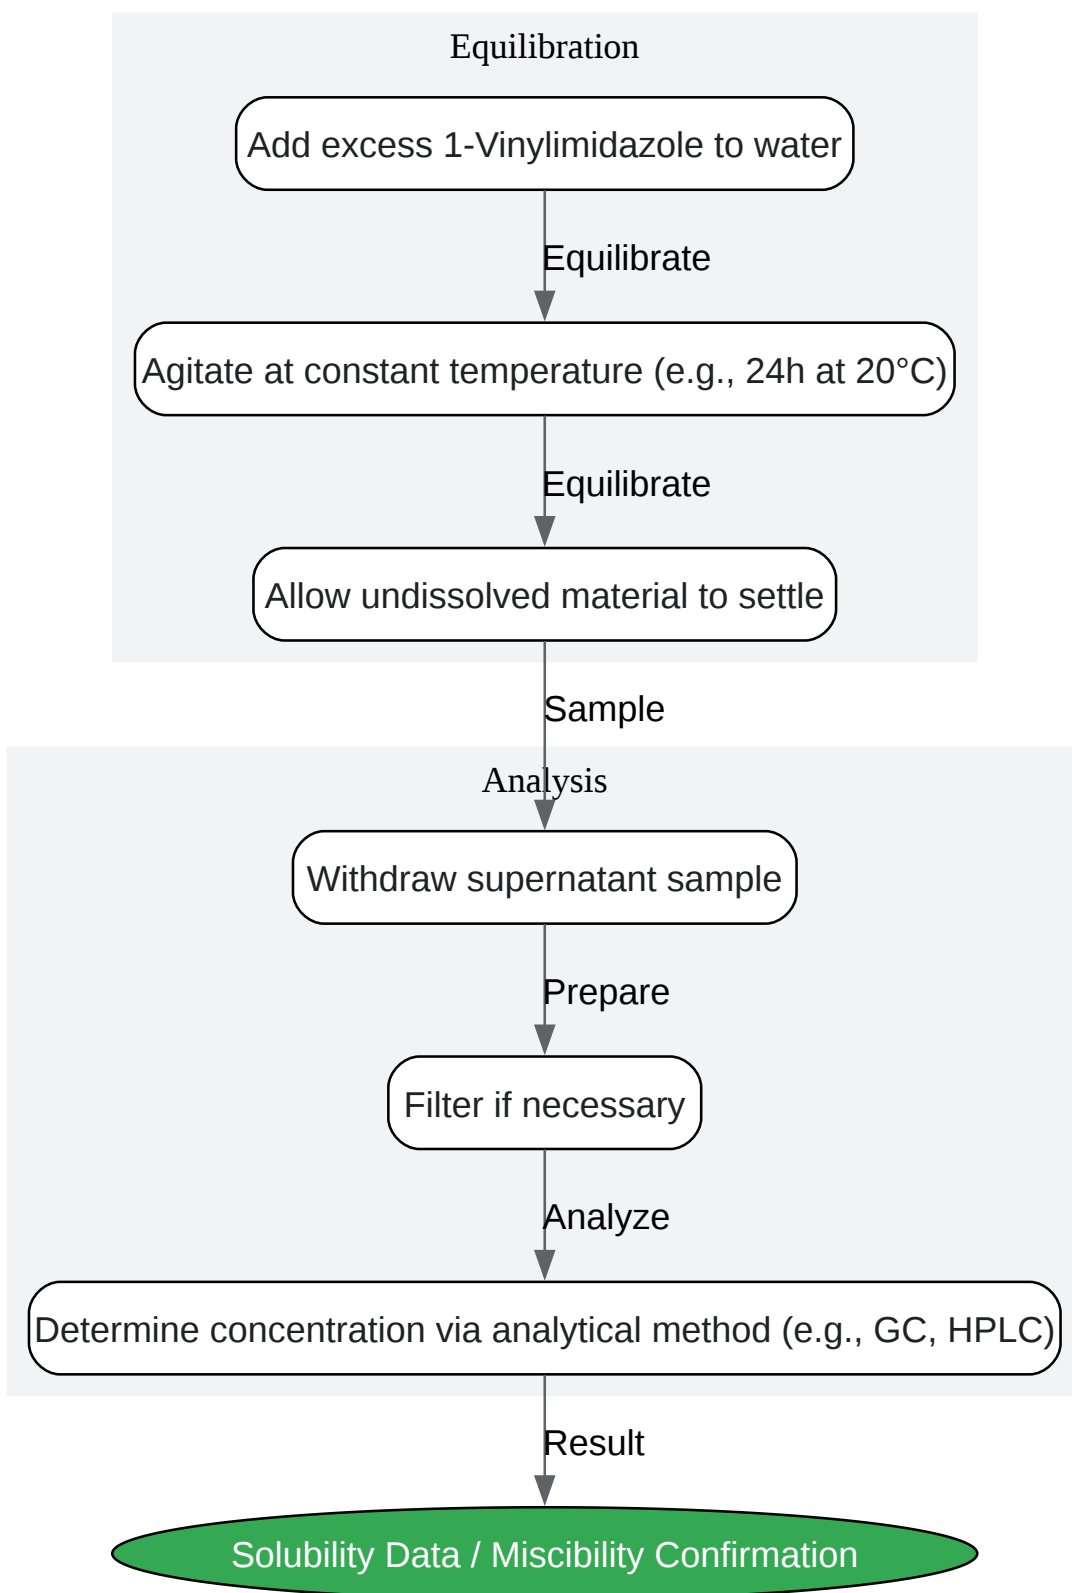 Equilibration
Add excess 1-Vinylimidazole to water
Equilibrate
Agitate at constant temperature (e.g., 24h at 20°C)
Equilibrate
Allow undissolved material to settle
Sample
Analysis
Withdraw supernatant sample
Prepare
Filter if necessary
Analyze
Determine concentration via analytical method (e.g., GC, HPLC)
Result
Solubility Data / Miscibility Confirmation